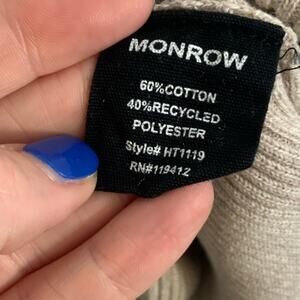 MONROW
60%COTTON
40%RECYCLED
POLYESTER
Style# HT1119
RN#119412